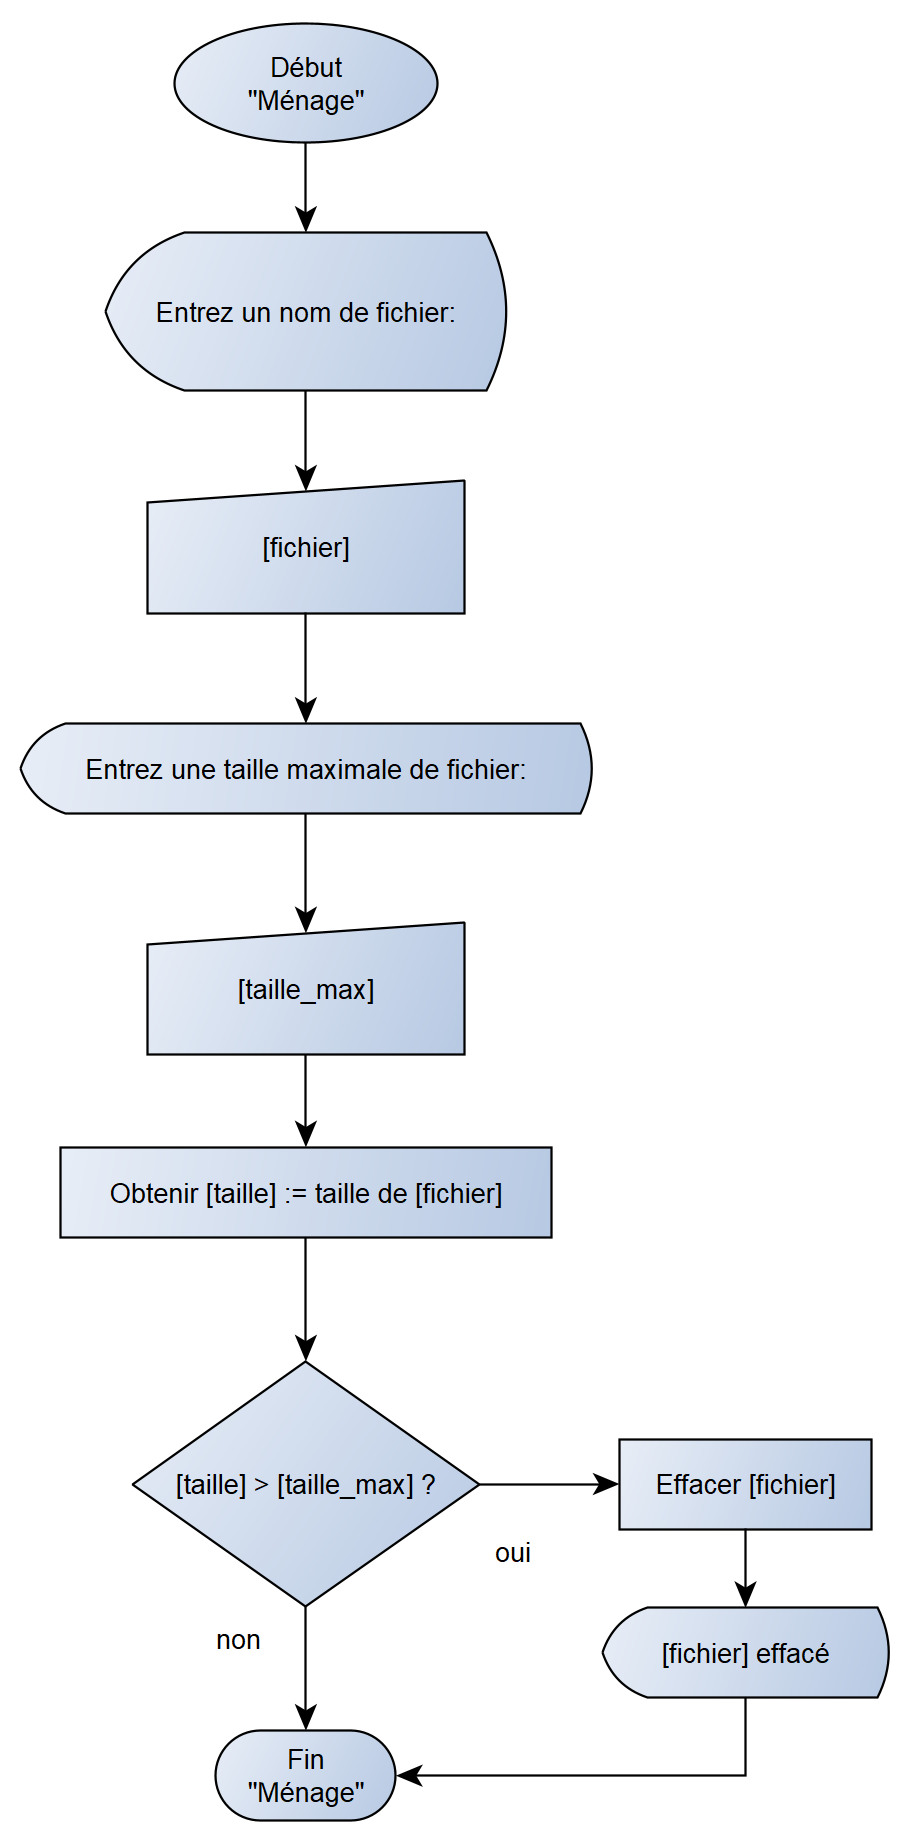 Début
"Ménage"
Entrez un nom de fichier:
[fichier]
Entrez une taille maximale de fichier:
[taille_max]
Obtenir [taille] := taille de [fichier]
[taille] > [taille_max] ?
oui
Effacer [fichier]
[fichier] effacé
non
Fin
"Ménage"